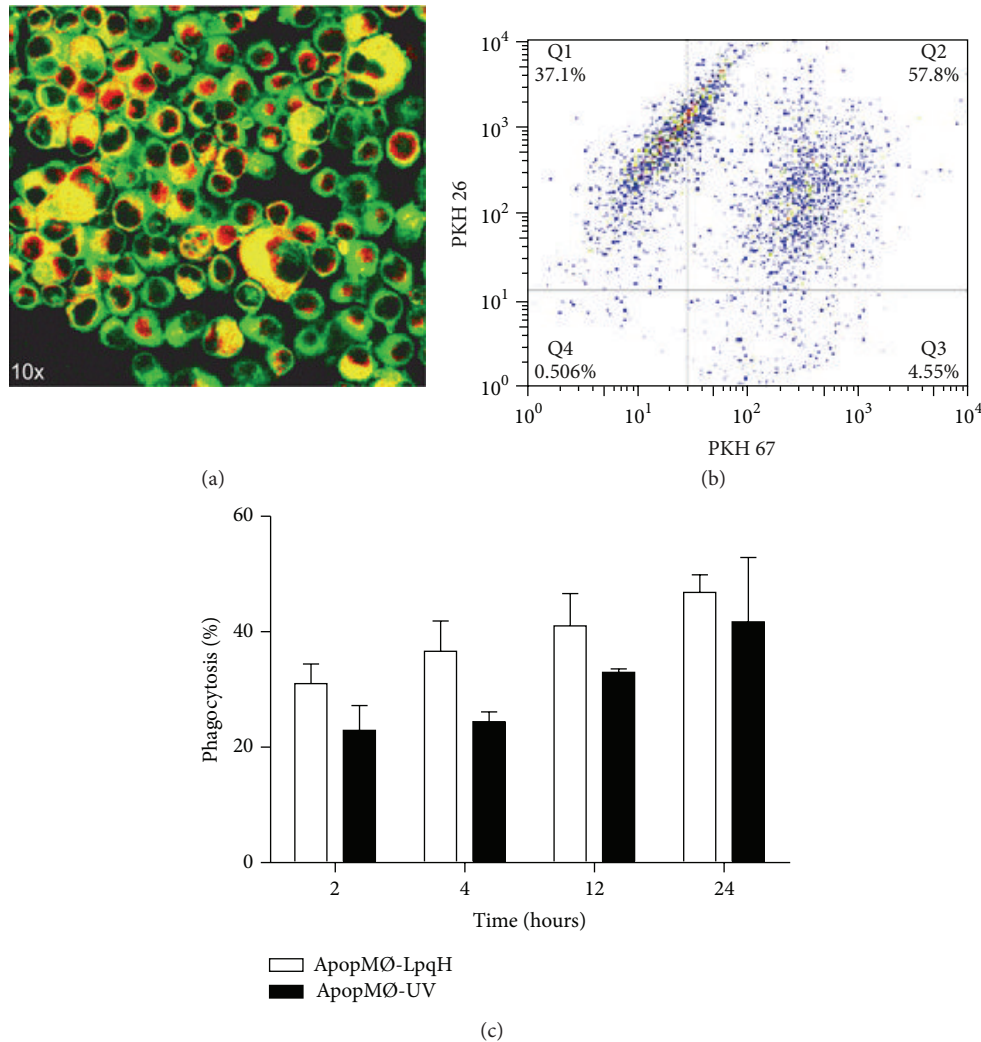 10x
(a)
Q1
37.1%
Q2
57.8%
Q4
0.506%
Q3
4.55%
10⁴
10³
10²
10¹
10⁰
PKH 26
10⁰ 10¹ 10² 10³ 10⁴
PKH 67
(b)
60
40
20
0
Phagocytosis (%)
2 4 12 24
Time (hours)
ApopMØ-LpqH
ApopMØ-UV
(c)